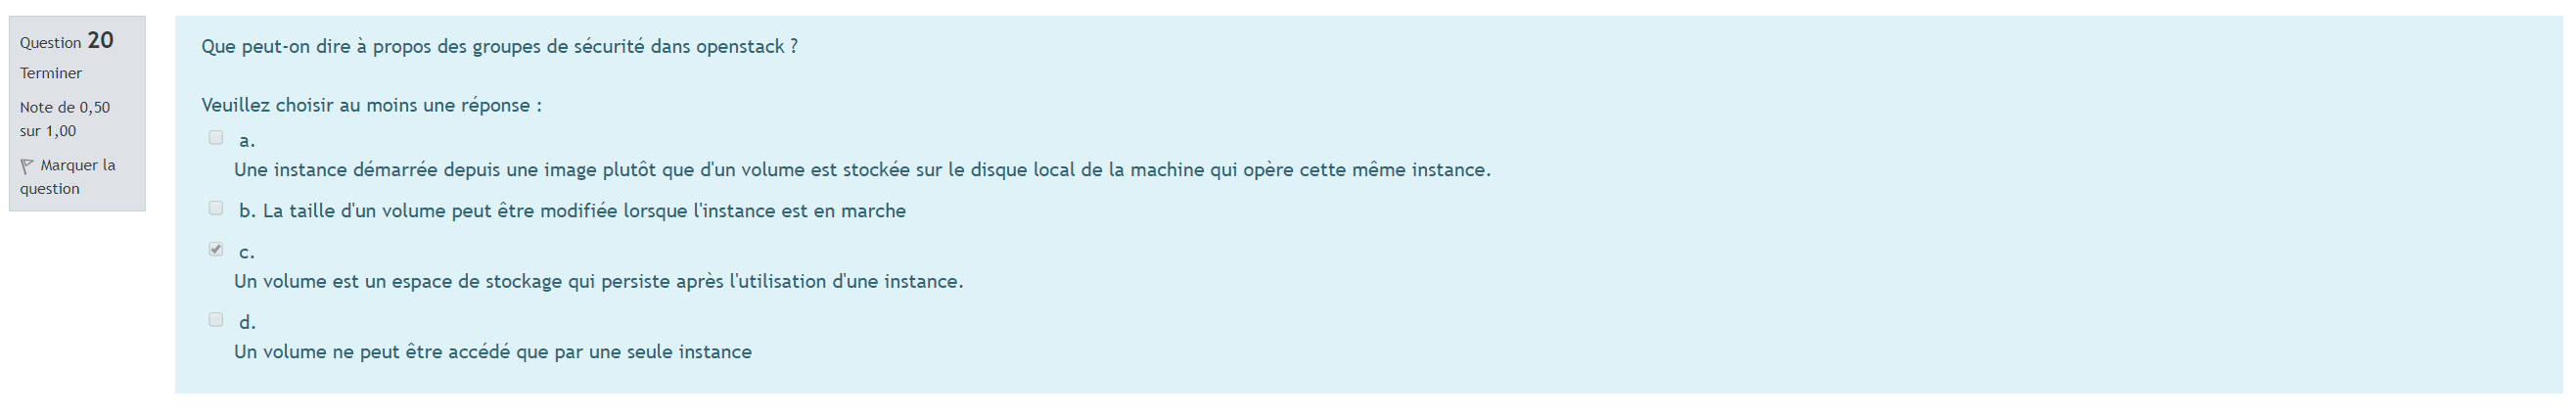 Question 20
Terminer
Note de 0,50
sur 1,00
Marquer la
question
Que peut-on dire à propos des groupes de sécurité dans openstack ?
Veuillez choisir au moins une réponse :
a.
Une instance démarrée depuis une image plutôt que d'un volume est stockée sur le disque local de la machine qui opère cette même instance.
b. La taille d'un volume peut être modifiée lorsque l'instance est en marche
c.
Un volume est un espace de stockage qui persiste après l'utilisation d'une instance.
d.
Un volume ne peut être accédé que par une seule instance